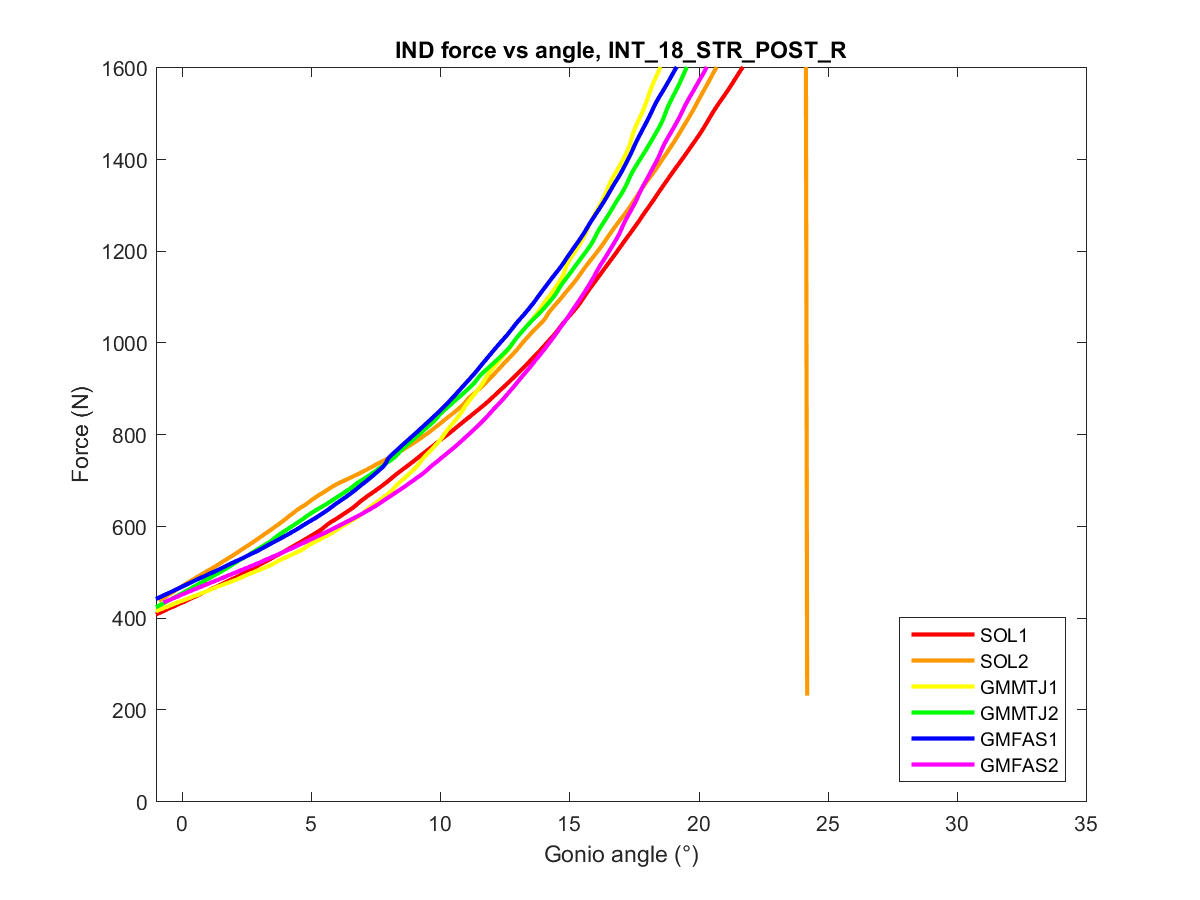 IND force vs angle, INT_18_STR_POST_R
1600
1400
1200
1000
800
600
400
200
0
Force (N)
0 5 10 15 20 25 30 35
Gonio angle (°)
SOL1
SOL2
GMMTJ1
GMMTJ2
GMFAS1
GMFAS2